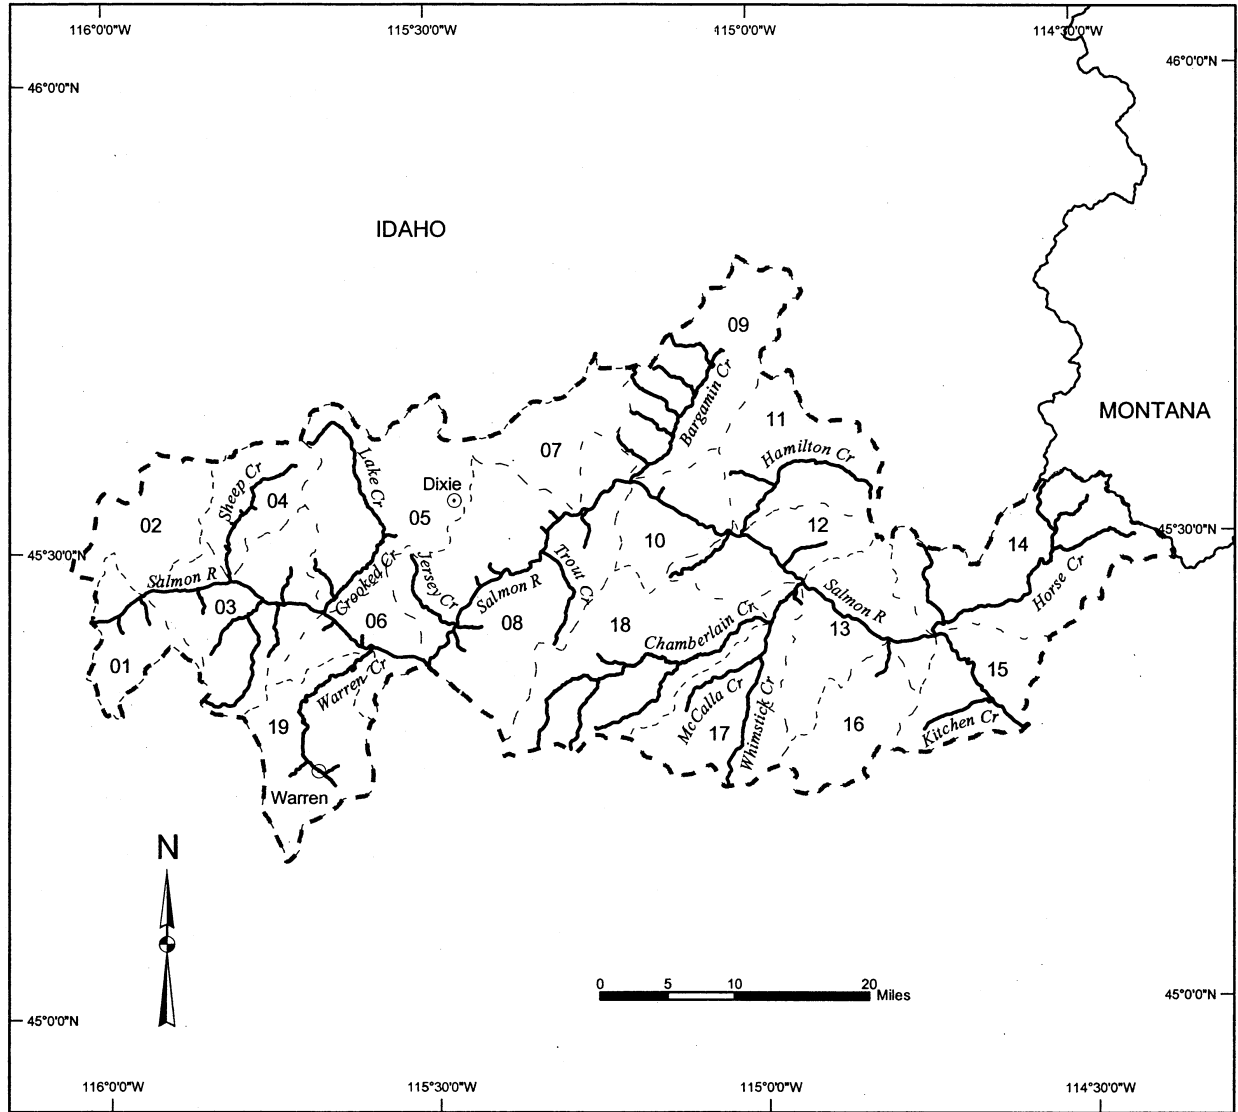 116°0'0"W 115°30'0"W 115°0'0"W 114°30'0"W
46°0'0"N
46°0'0"N
IDAHO
09
MONTANA
Bargamin Cr
11
07
Hamilton Cr
Lake Cr
Sheep Cr
Dixie
04
05
02
12
45°30'0"N
10
14
45°30'0"N
Trout Cr
Jersey Cr
Crooked Cr
Salmon R
Salmon R
Salmon R
Horse Cr
03
06
08
18
13
Chamberlain Cr
01
15
Warren Cr
McCalla Cr
Whimstick Cr
19
17
16
Kitchen Cr
Warren
N
0 5 10 20
Miles
45°0'0"N
45°0'0"N
116°0'0"W 115°30'0"W 115°0'0"W 114°30'0"W